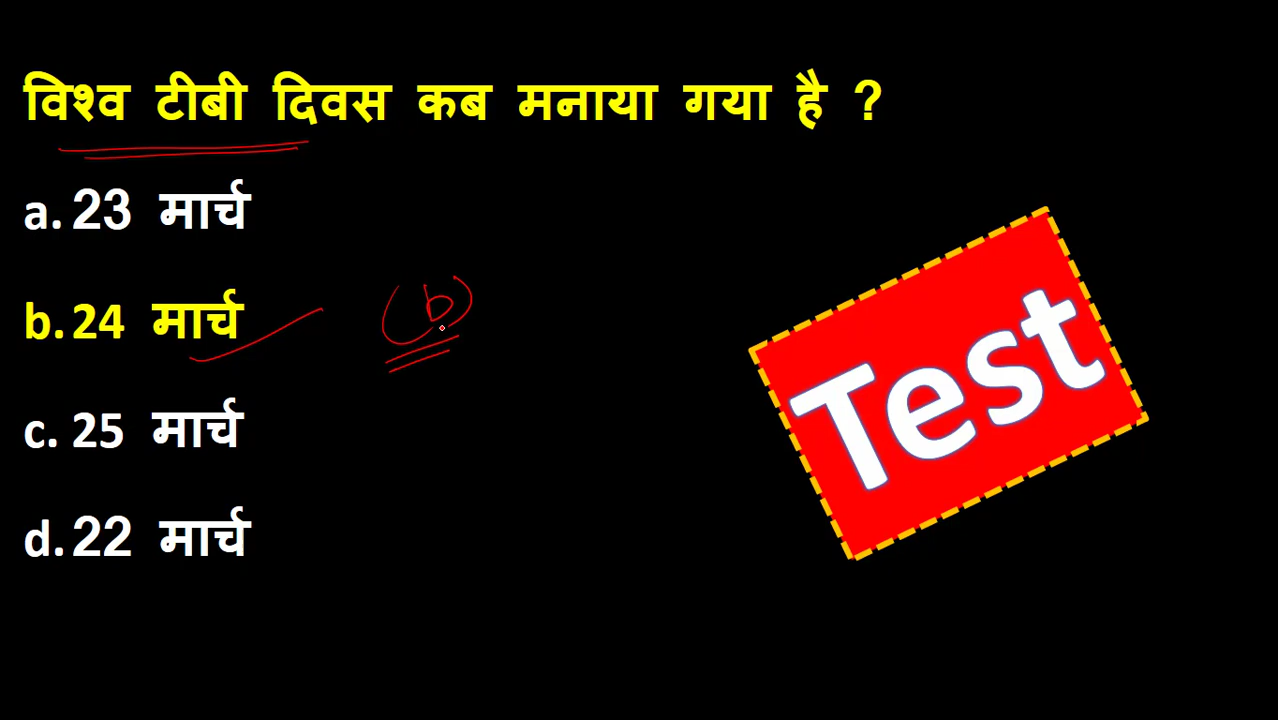 विश्व टीबी दिवस कब मनाया गया है ?
a. 23 मार्च
b. 24 मार्च
(b)
c. 25 मार्च
d. 22 मार्च
Test